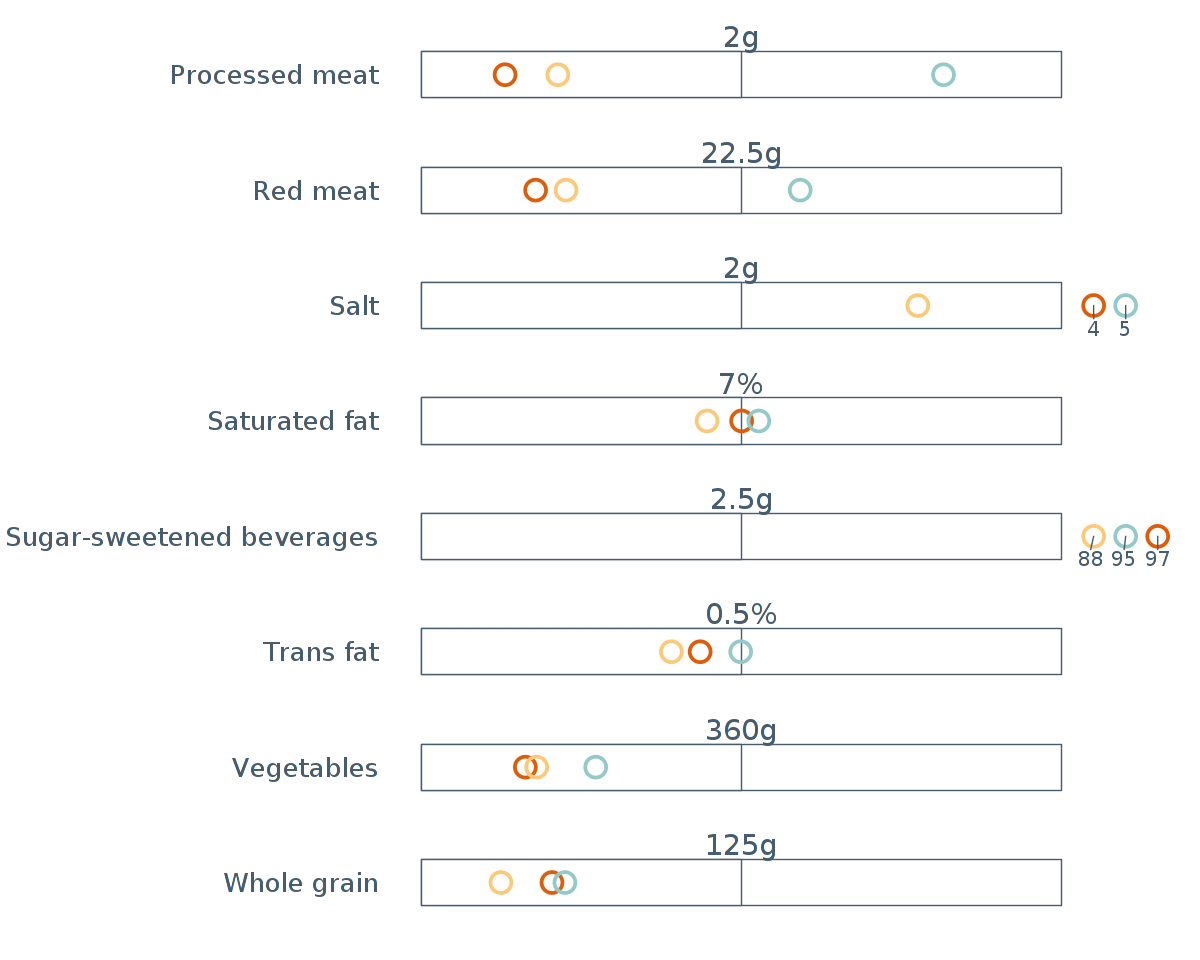 2g
Processed meat
22.5g
Red meat
2g
Salt
4 5
7%
Saturated fat
2.5g
Sugar-sweetened beverages
88 95 97
0.5%
Trans fat
360g
Vegetables
125g
Whole grain